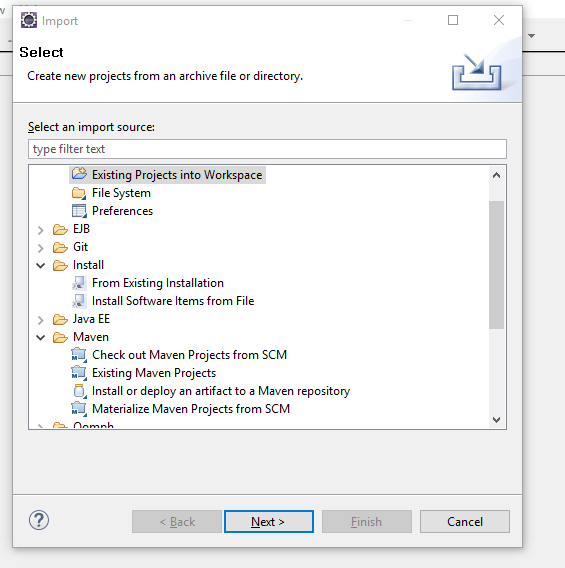 Import
Select
Create new projects from an archive file or directory.
Select an import source:
type filter text
Existing Projects into Workspace
File System
Preferences
EJB
Git
Install
From Existing Installation
Install Software Items from File
Java EE
Maven
Check out Maven Projects from SCM
Existing Maven Projects
Install or deploy an artifact to a Maven repository
Materialize Maven Projects from SCM
Oomph
?
< Back
Next >
Finish
Cancel